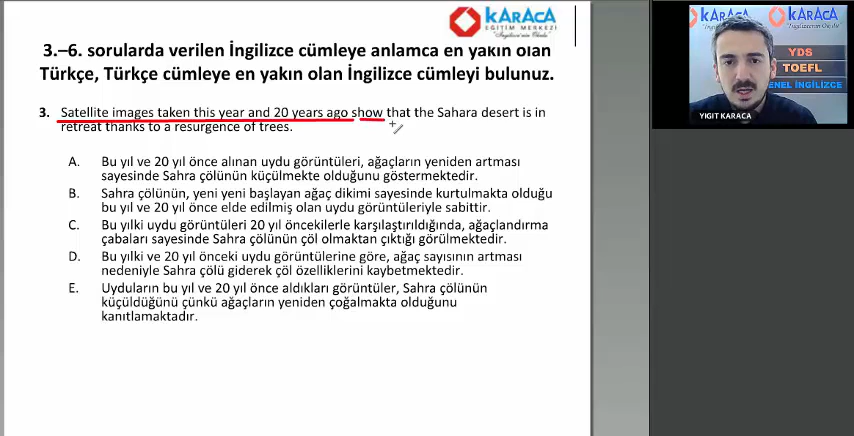 KARACA
EĞİTİM MERKEZİ
"İngilizce'nin Okulu"
3.–6. sorularda verilen İngilizce cümleye anlamca en yakın olan
Türkçe, Türkçe cümleye en yakın olan İngilizce cümleyi bulunuz.
3. Satellite images taken this year and 20 years ago show that the Sahara desert is in
retreat thanks to a resurgence of trees.
A. Bu yıl ve 20 yıl önce alınan uydu görüntüleri, ağaçların yeniden artması
sayesinde Sahra çölünün küçülmekte olduğunu göstermektedir.
B. Sahra çölünün, yeni yeni başlayan ağaç dikimi sayesinde kurtulmakta olduğu
bu yıl ve 20 yıl önce elde edilmiş olan uydu görüntüleriyle sabittir.
C. Bu yılki uydu görüntüleri 20 yıl öncekilerle karşılaştırıldığında, ağaçlandırma
çabaları sayesinde Sahra çölünün çöl olmaktan çıktığı görülmektedir.
D. Bu yılki ve 20 yıl önceki uydu görüntülerine göre, ağaç sayısının artması
nedeniyle Sahra çölü giderek çöl özelliklerini kaybetmektedir.
E. Uyduların bu yıl ve 20 yıl önce aldıkları görüntüler, Sahra çölünün
küçüldüğünü çünkü ağaçların yeniden çoğalmakta olduğunu
kanıtlamaktadır.
KARACA
"İngilizce'nin Okulu"
YDS
TOEFL
ENEL İNGİLİZCE
YIGIT KARACA